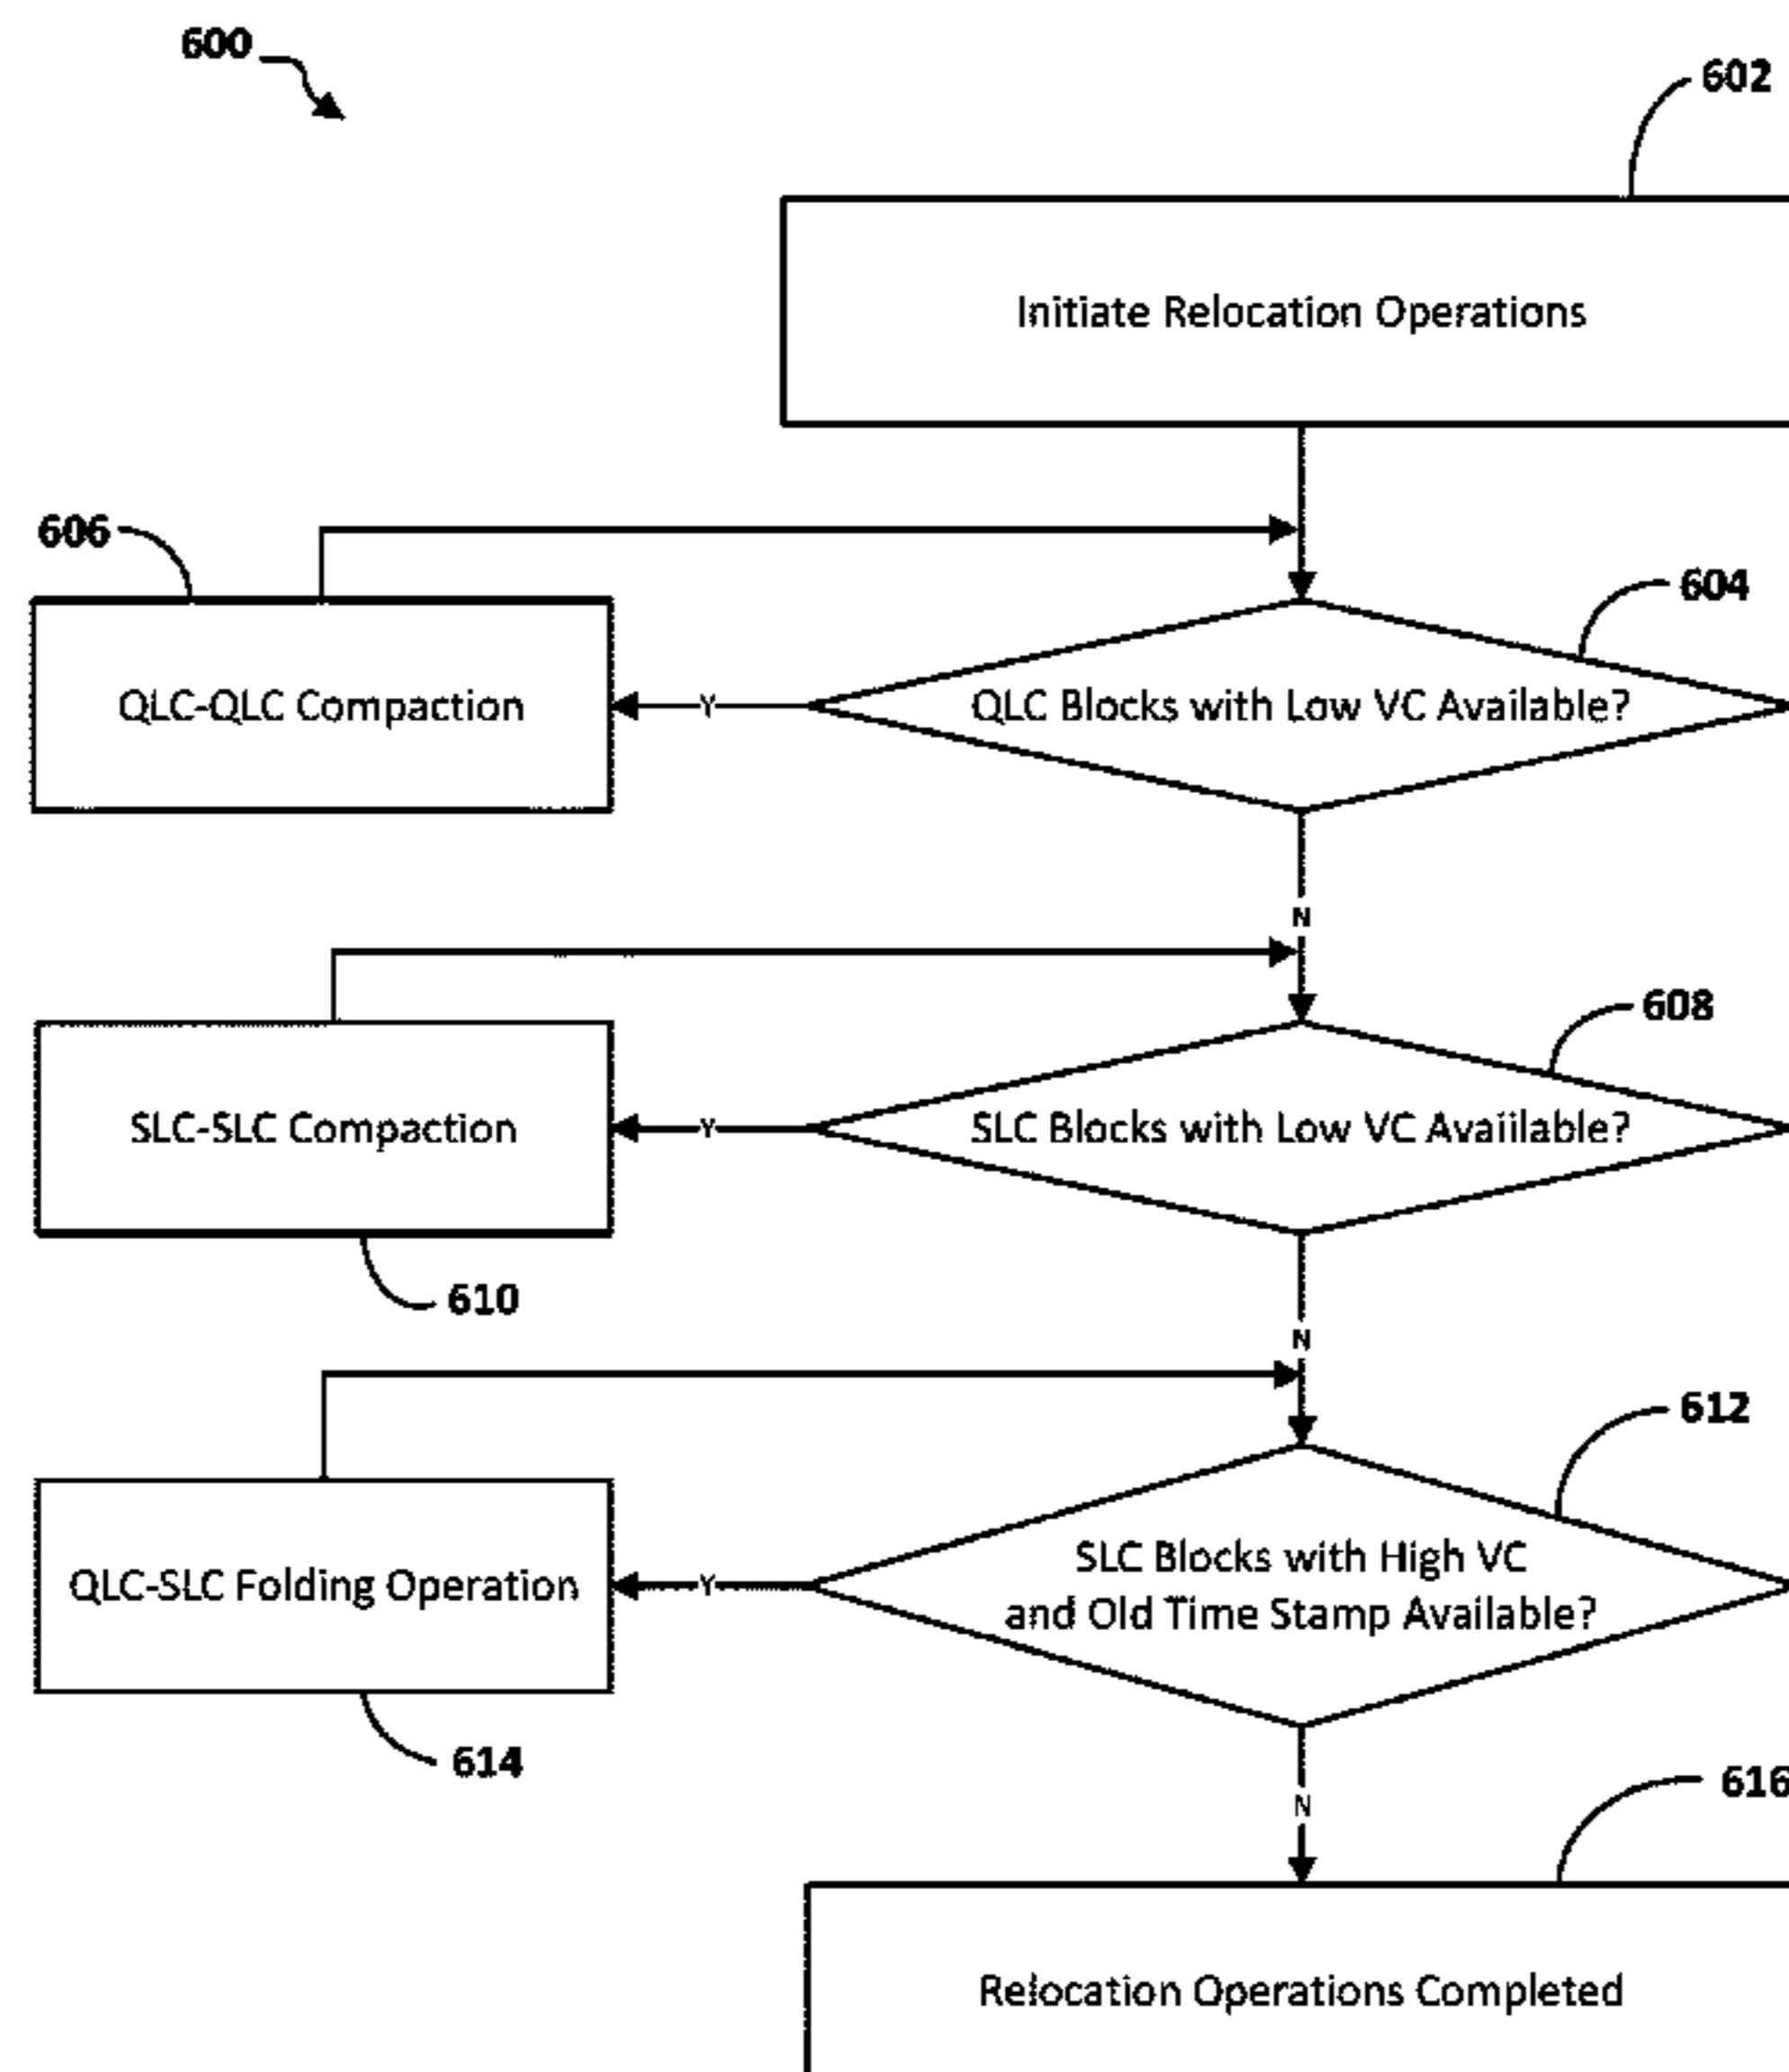 600
602
Initiate Relocation Operations
606
604
QLC-QLC Compaction
Y
QLC Blocks with Low VC Available?
N
608
SLC-SLC Compaction
Y
SLC Blocks with Low VC Avaiilable?
610
N
612
QLC-SLC Folding Operation
Y
SLC Blocks with High VC
and Old Time Stamp Available?
614
616
N
Relocation Operations Completed